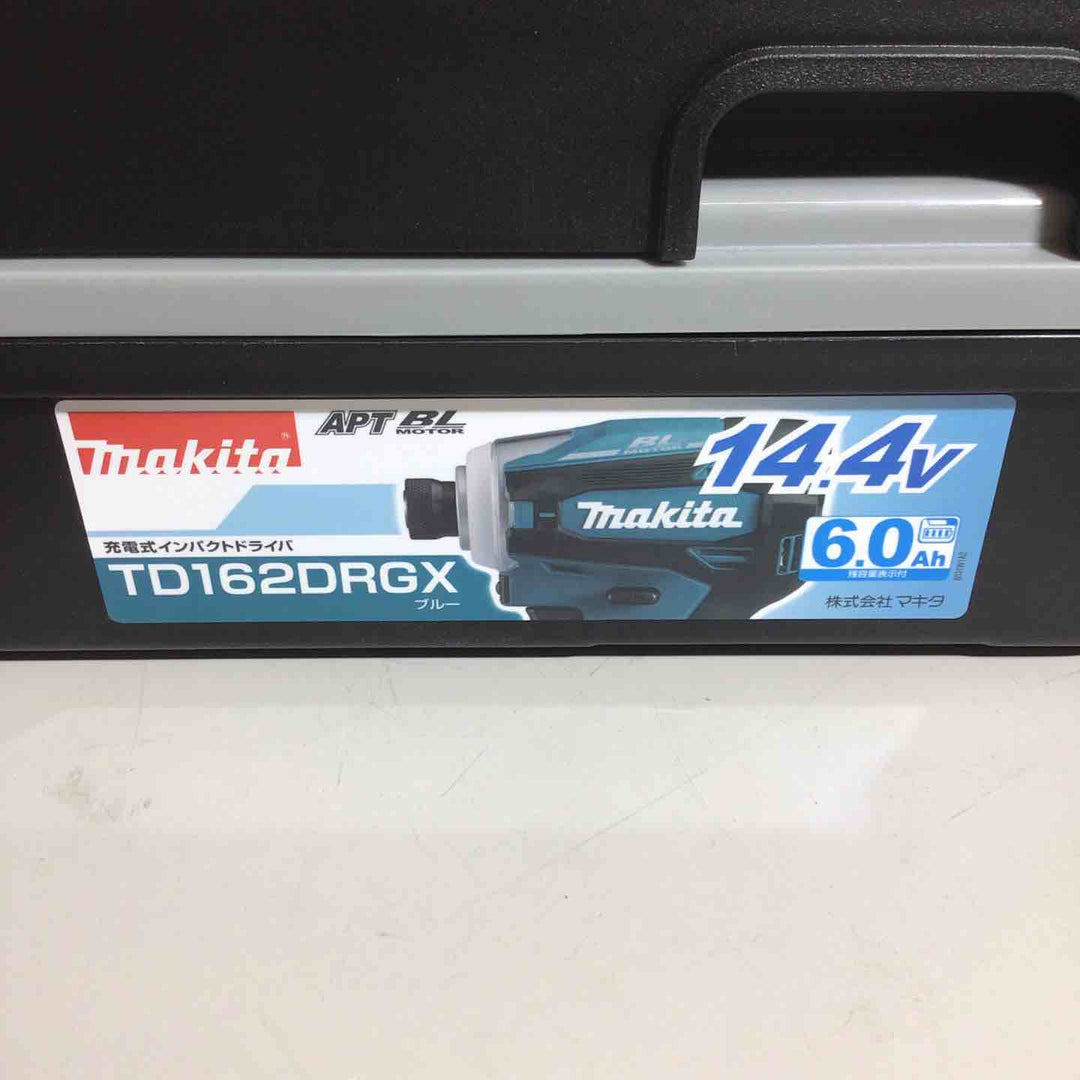 makita®
APT BL
MOTOR
BL
MOTOR
makita
14.4V
6.0Ah
残容量表示付
充電式インパクトドライバ
TD162DRGX
ブルー
株式会社 マキタ